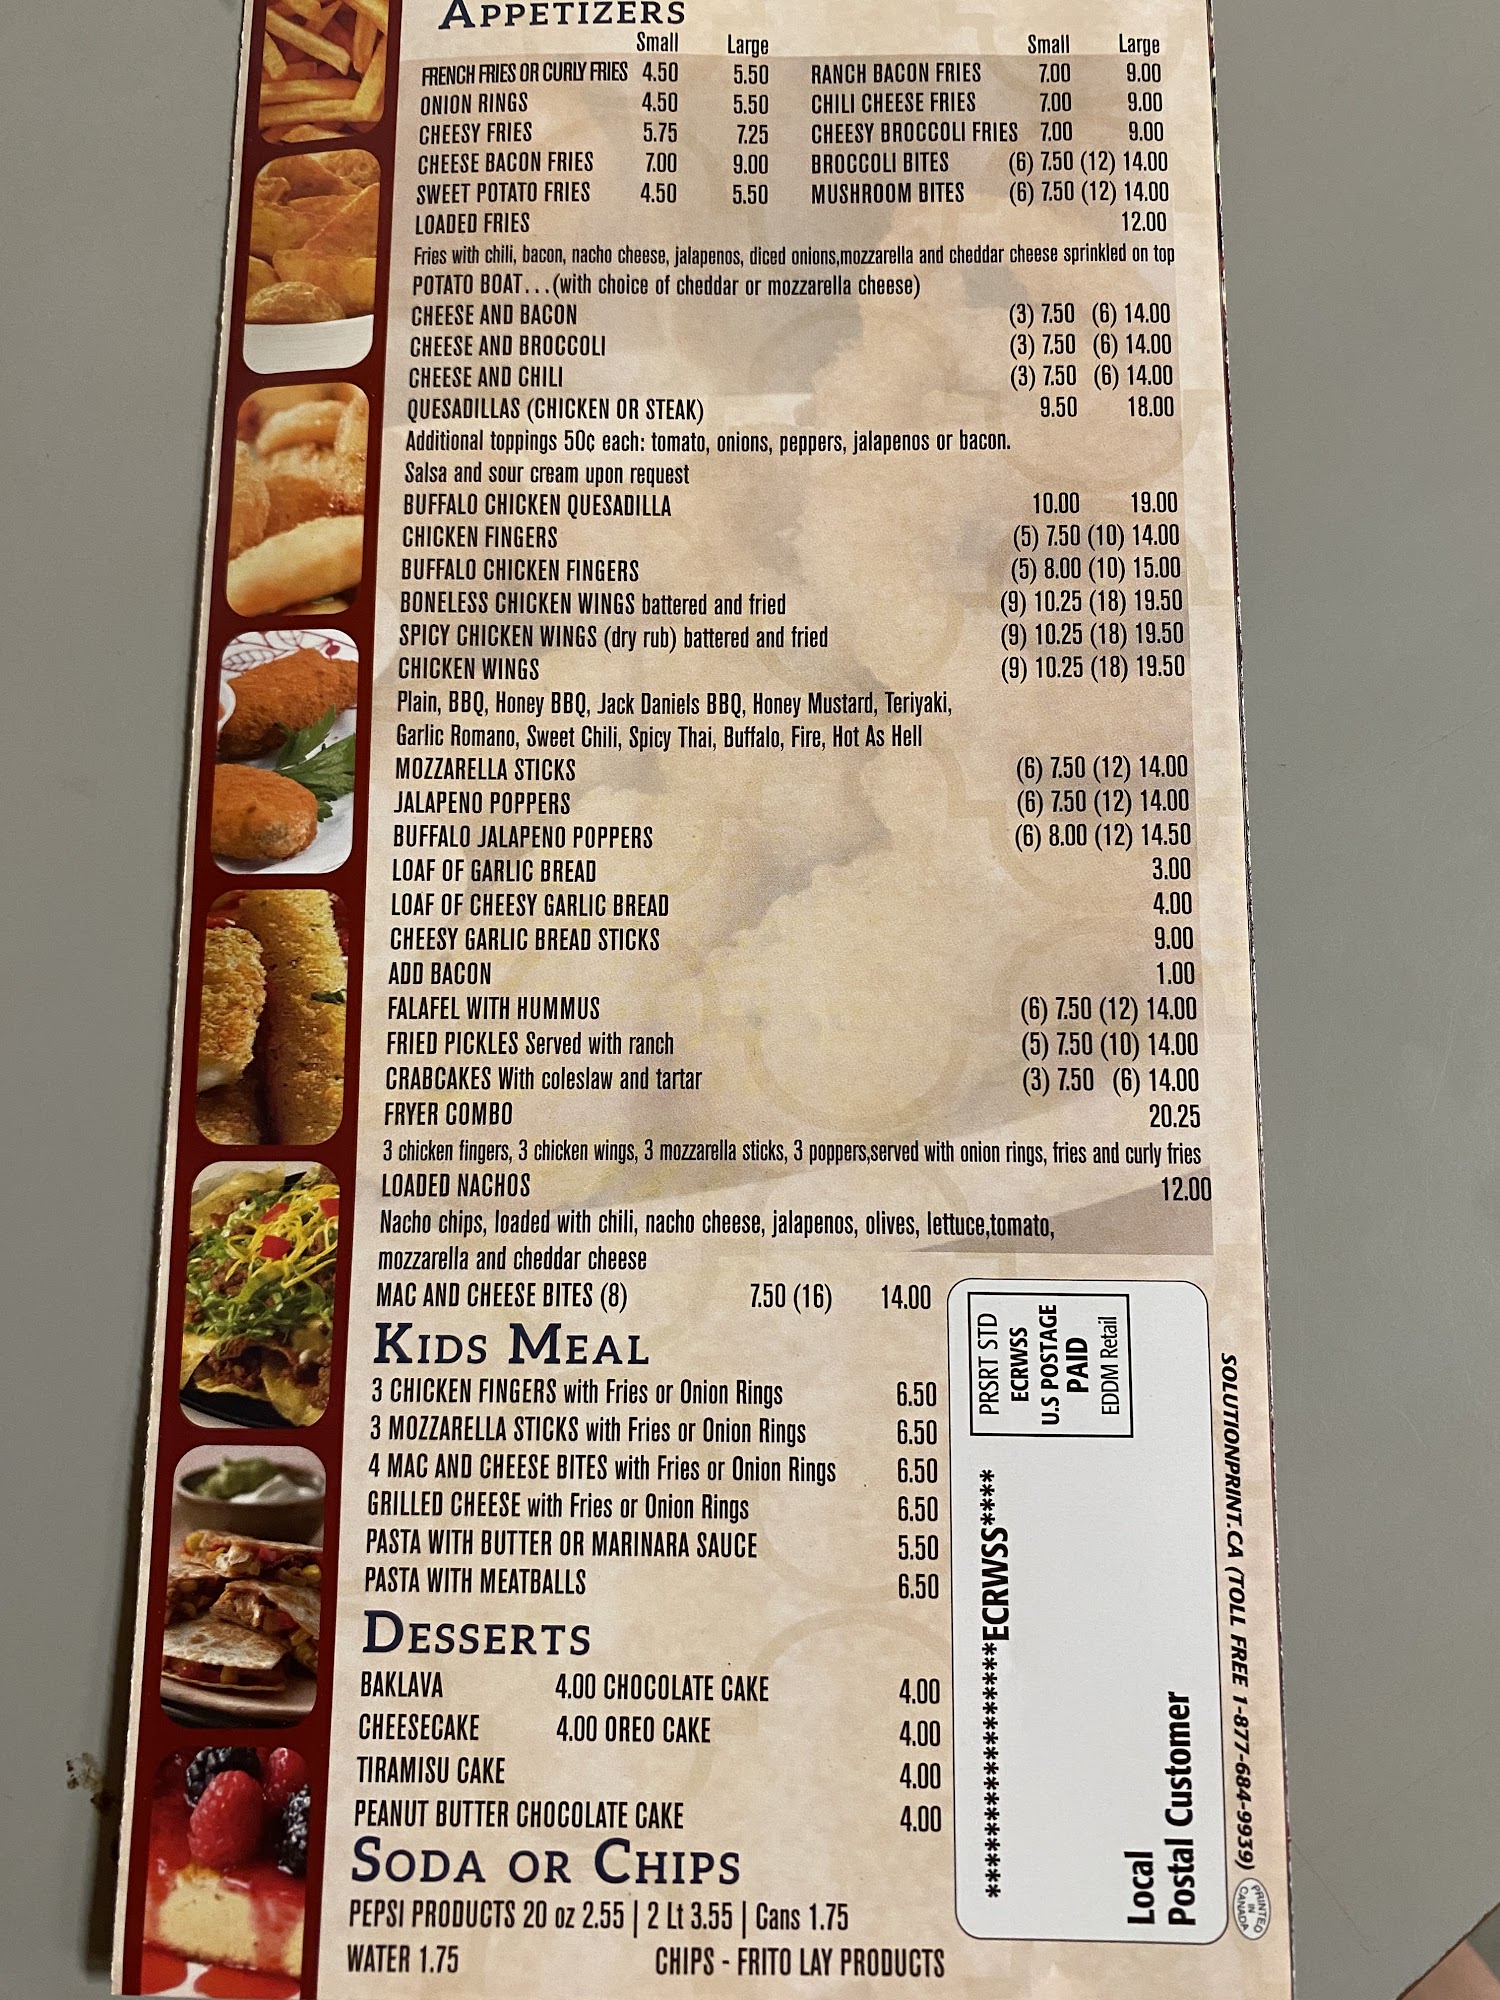 APPETIZERS
Small Large Small Large
FRENCH FRIES OR CURLY FRIES 4.50 5.50 RANCH BACON FRIES 7.00 9.00
ONION RINGS 4.50 5.50 CHILI CHEESE FRIES 7.00 9.00
CHEESY FRIES 5.75 7.25 CHEESY BROCCOLI FRIES 7.00 9.00
CHEESE BACON FRIES 7.00 9.00 BROCCOLI BITES (6) 7.50 (12) 14.00
SWEET POTATO FRIES 4.50 5.50 MUSHROOM BITES (6) 7.50 (12) 14.00
LOADED FRIES 12.00
Fries with chili, bacon, nacho cheese, jalapenos, diced onions,mozzarella and cheddar cheese sprinkled on top
POTATO BOAT...(with choice of cheddar or mozzarella cheese)
CHEESE AND BACON (3) 7.50 (6) 14.00
CHEESE AND BROCCOLI (3) 7.50 (6) 14.00
CHEESE AND CHILI (3) 7.50 (6) 14.00
QUESADILLAS (CHICKEN OR STEAK) 9.50 18.00
Additional toppings 50¢ each: tomato, onions, peppers, jalapenos or bacon.
Salsa and sour cream upon request
BUFFALO CHICKEN QUESADILLA 10.00 19.00
CHICKEN FINGERS (5) 7.50 (10) 14.00
BUFFALO CHICKEN FINGERS (5) 8.00 (10) 15.00
BONELESS CHICKEN WINGS battered and fried (9) 10.25 (18) 19.50
SPICY CHICKEN WINGS (dry rub) battered and fried (9) 10.25 (18) 19.50
CHICKEN WINGS (9) 10.25 (18) 19.50
Plain, BBQ, Honey BBQ, Jack Daniels BBQ, Honey Mustard, Teriyaki,
Garlic Romano, Sweet Chili, Spicy Thai, Buffalo, Fire, Hot As Hell
MOZZARELLA STICKS (6) 7.50 (12) 14.00
JALAPENO POPPERS (6) 7.50 (12) 14.00
BUFFALO JALAPENO POPPERS (6) 8.00 (12) 14.50
LOAF OF GARLIC BREAD 3.00
LOAF OF CHEESY GARLIC BREAD 4.00
CHEESY GARLIC BREAD STICKS 9.00
ADD BACON 1.00
FALAFEL WITH HUMMUS (6) 7.50 (12) 14.00
FRIED PICKLES Served with ranch (5) 7.50 (10) 14.00
CRABCAKES With coleslaw and tartar (3) 7.50 (6) 14.00
FRYER COMBO 20.25
3 chicken fingers, 3 chicken wings, 3 mozzarella sticks, 3 poppers,served with onion rings, fries and curly fries
LOADED NACHOS 12.00
Nacho chips, loaded with chili, nacho cheese, jalapenos, olives, lettuce,tomato,
mozzarella and cheddar cheese
MAC AND CHEESE BITES (8) 7.50 (16) 14.00
KIDS MEAL
3 CHICKEN FINGERS with Fries or Onion Rings 6.50
3 MOZZARELLA STICKS with Fries or Onion Rings 6.50
4 MAC AND CHEESE BITES with Fries or Onion Rings 6.50
GRILLED CHEESE with Fries or Onion Rings 6.50
PASTA WITH BUTTER OR MARINARA SAUCE 5.50
PASTA WITH MEATBALLS 6.50
DESSERTS
BAKLAVA 4.00 CHOCOLATE CAKE 4.00
CHEESECAKE 4.00 OREO CAKE 4.00
TIRAMISU CAKE 4.00
PEANUT BUTTER CHOCOLATE CAKE 4.00
SODA OR CHIPS
PEPSI PRODUCTS 20 oz 2.55 | 2 Lt 3.55 | Cans 1.75
WATER 1.75 CHIPS - FRITO LAY PRODUCTS
PRSRT STD
ECRWSS
U.S POSTAGE
PAID
EDDM Retail
*******************ECRWSS****
Local
Postal Customer
SOLUTIONPRINT.CA (TOLL FREE 1-877-684-9939)
PRINTED
IN
CANADA